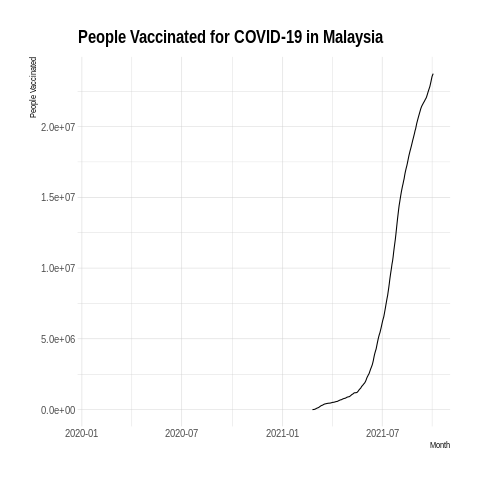 People Vaccinated for COVID-19 in Malaysia
People Vaccinated
2.0e+07
1.5e+07
1.0e+07
5.0e+06
0.0e+00
2020-01
2020-07
2021-01
2021-07
Month